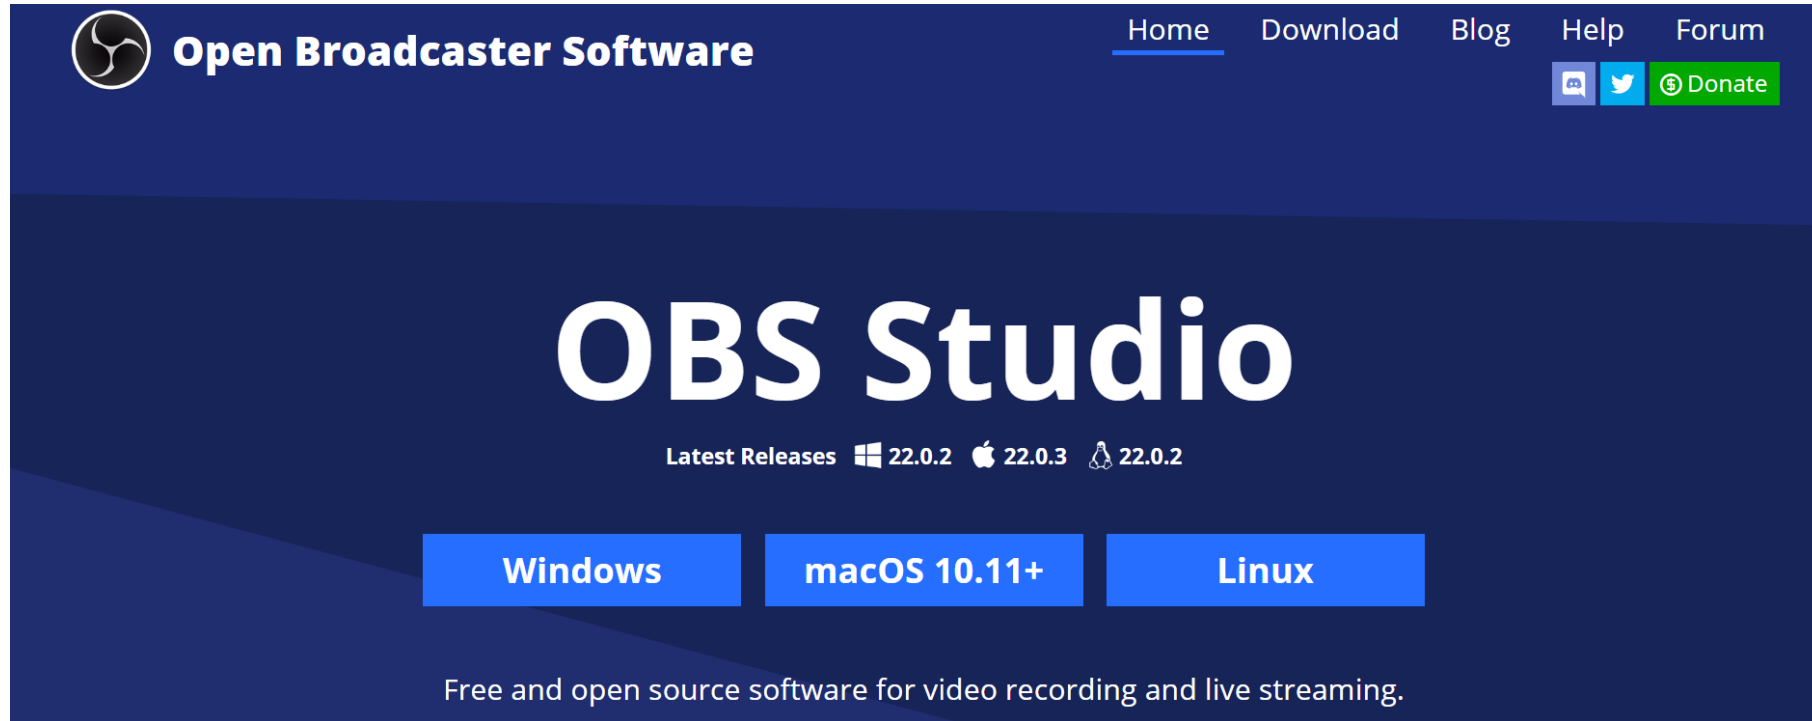 Open Broadcaster Software
Home Download Blog Help Forum
Donate
OBS Studio
Latest Releases 22.0.2 22.0.3 22.0.2
Windows macOS 10.11+ Linux
Free and open source software for video recording and live streaming.